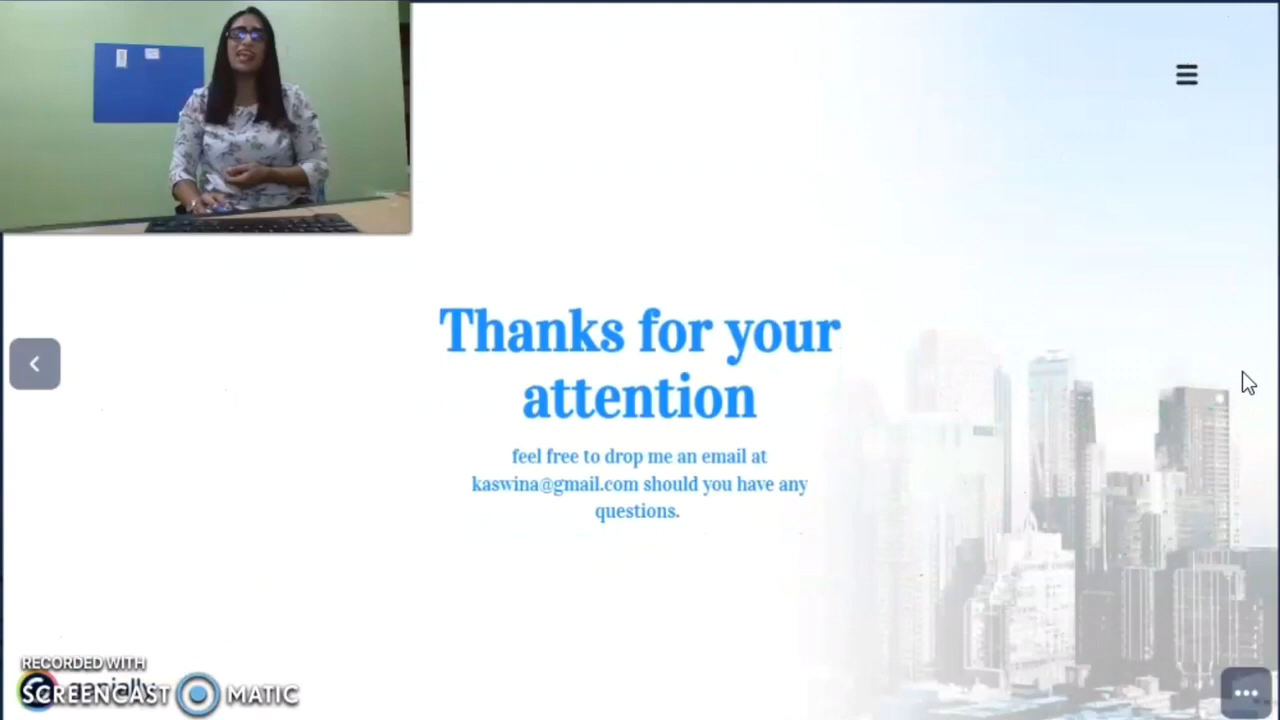 Thanks for your
attention
feel free to drop me an email at
kaswina@gmail.com should you have any
questions.
RECORDED WITH
SCREENCAST MATIC